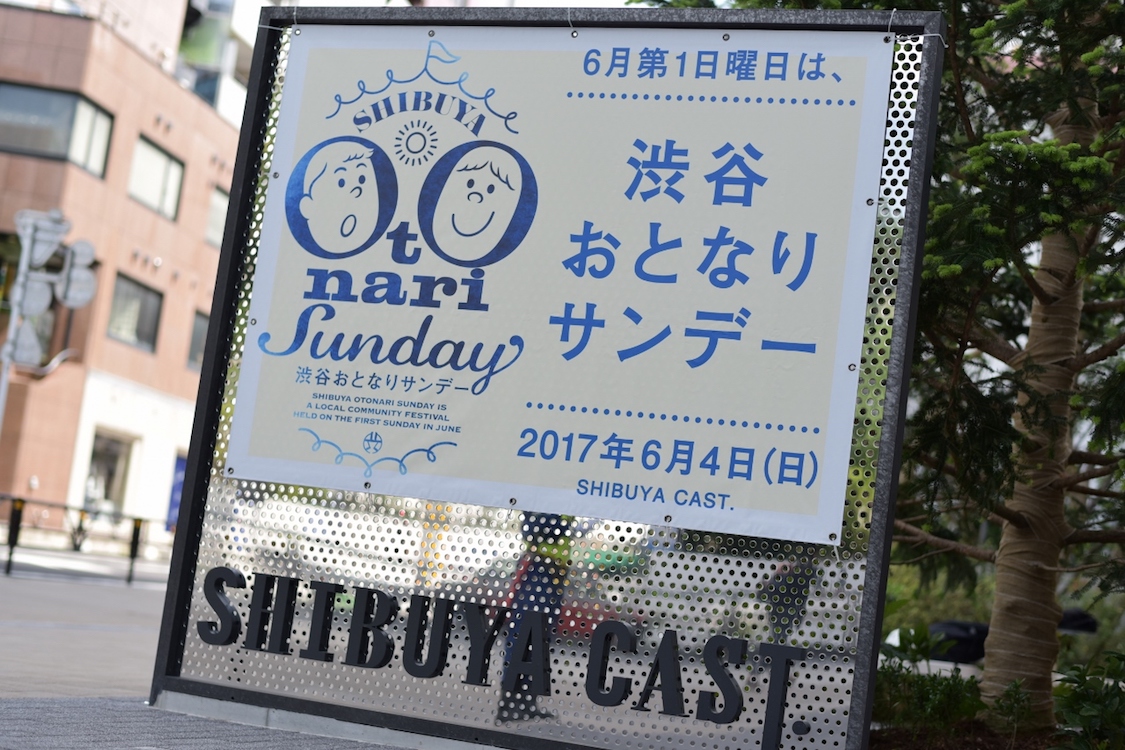 SHIBUYA
Otonari
Sunday
渋谷おとなりサンデー
SHIBUYA OTONARI SUNDAY IS
A LOCAL COMMUNITY FESTIVAL
HELD ON THE FIRST SUNDAY IN JUNE
6月第1日曜日は、
渋谷
おとなり
サンデー
2017年6月4日(日)
SHIBUYA CAST.
SHIBUYA CAST.